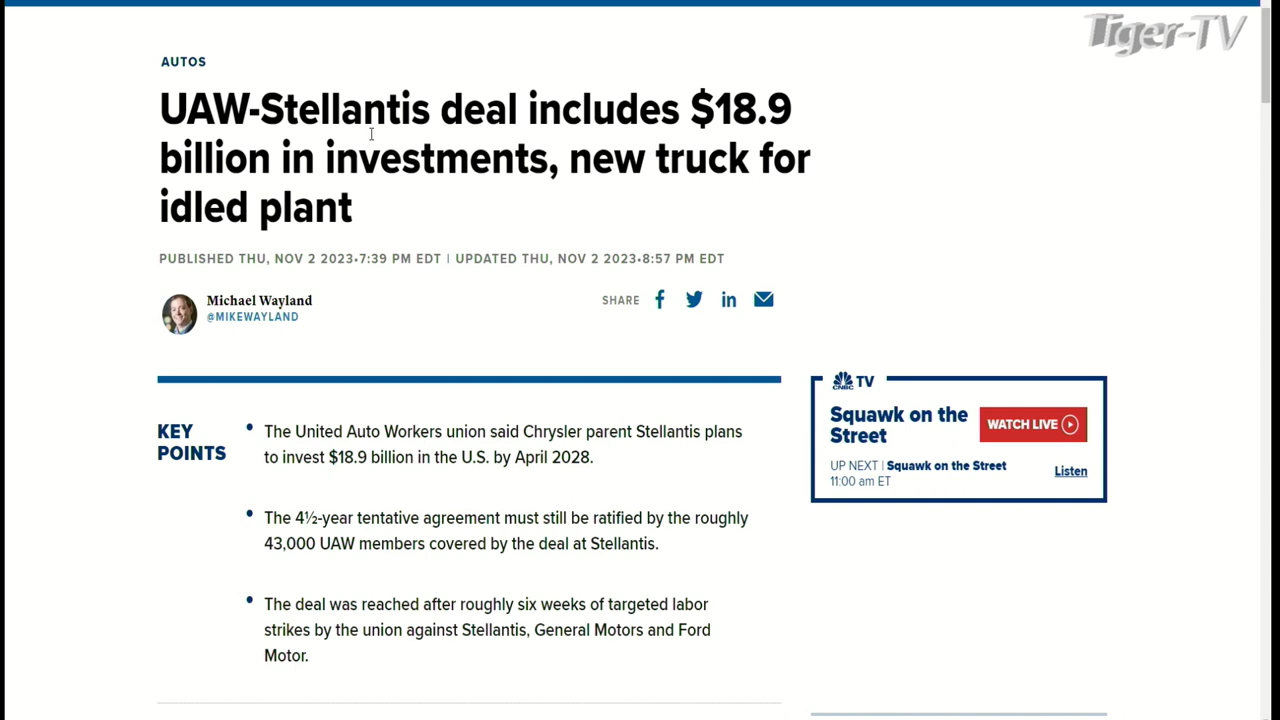 Tiger-TV
AUTOS
UAW-Stellantis deal includes $18.9
billion in investments, new truck for
idled plant
PUBLISHED THU, NOV 2 2023•7:39 PM EDT | UPDATED THU, NOV 2 2023•8:57 PM EDT
Michael Wayland
@MIKEWAYLAND
SHARE
KEY
POINTS
• The United Auto Workers union said Chrysler parent Stellantis plans
to invest $18.9 billion in the U.S. by April 2028.
• The 4½-year tentative agreement must still be ratified by the roughly
43,000 UAW members covered by the deal at Stellantis.
• The deal was reached after roughly six weeks of targeted labor
strikes by the union against Stellantis, General Motors and Ford
Motor.
CNBC TV
Squawk on the
Street
WATCH LIVE
UP NEXT | Squawk on the Street
11:00 am ET
Listen